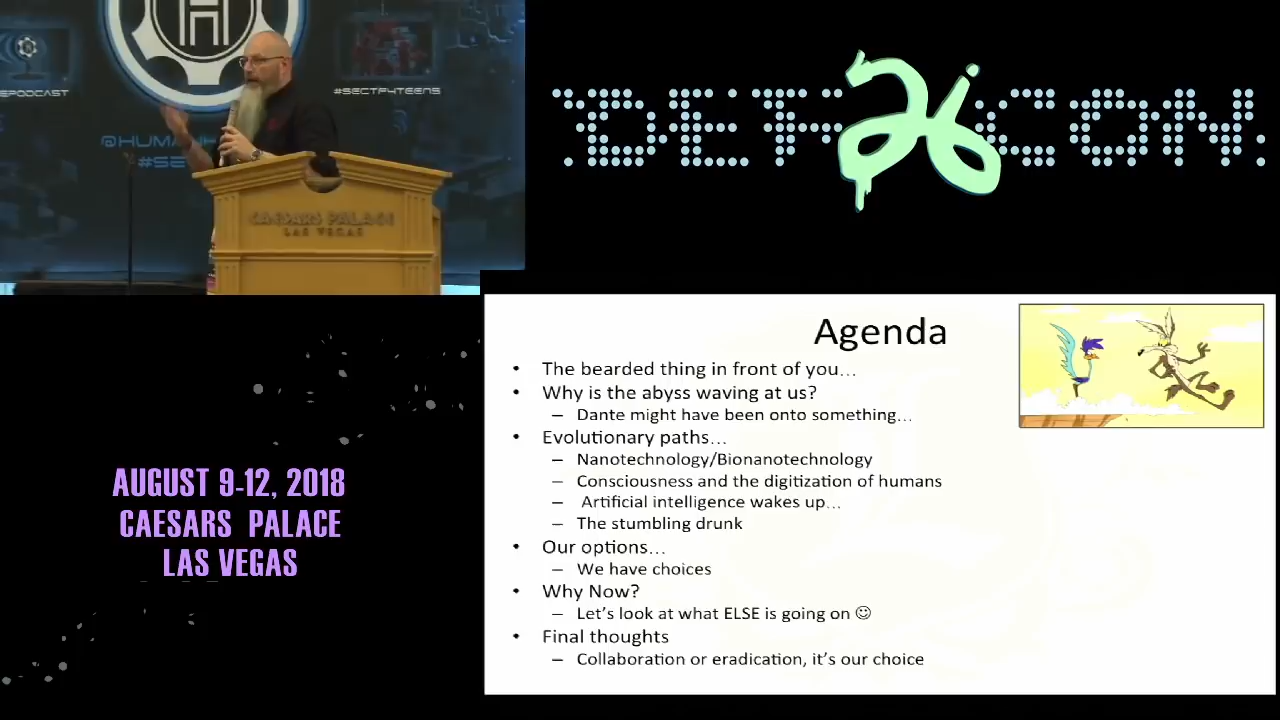 #SECTF4TEENS
CAESARS PALACE
LAS VEGAS
DEF CON
26
AUGUST 9-12, 2018
CAESARS PALACE
LAS VEGAS
Agenda
• The bearded thing in front of you…
• Why is the abyss waving at us?
– Dante might have been onto something…
• Evolutionary paths…
– Nanotechnology/Bionanotechnology
– Consciousness and the digitization of humans
– Artificial intelligence wakes up…
– The stumbling drunk
• Our options…
– We have choices
• Why Now?
– Let's look at what ELSE is going on ☺
• Final thoughts
– Collaboration or eradication, it's our choice